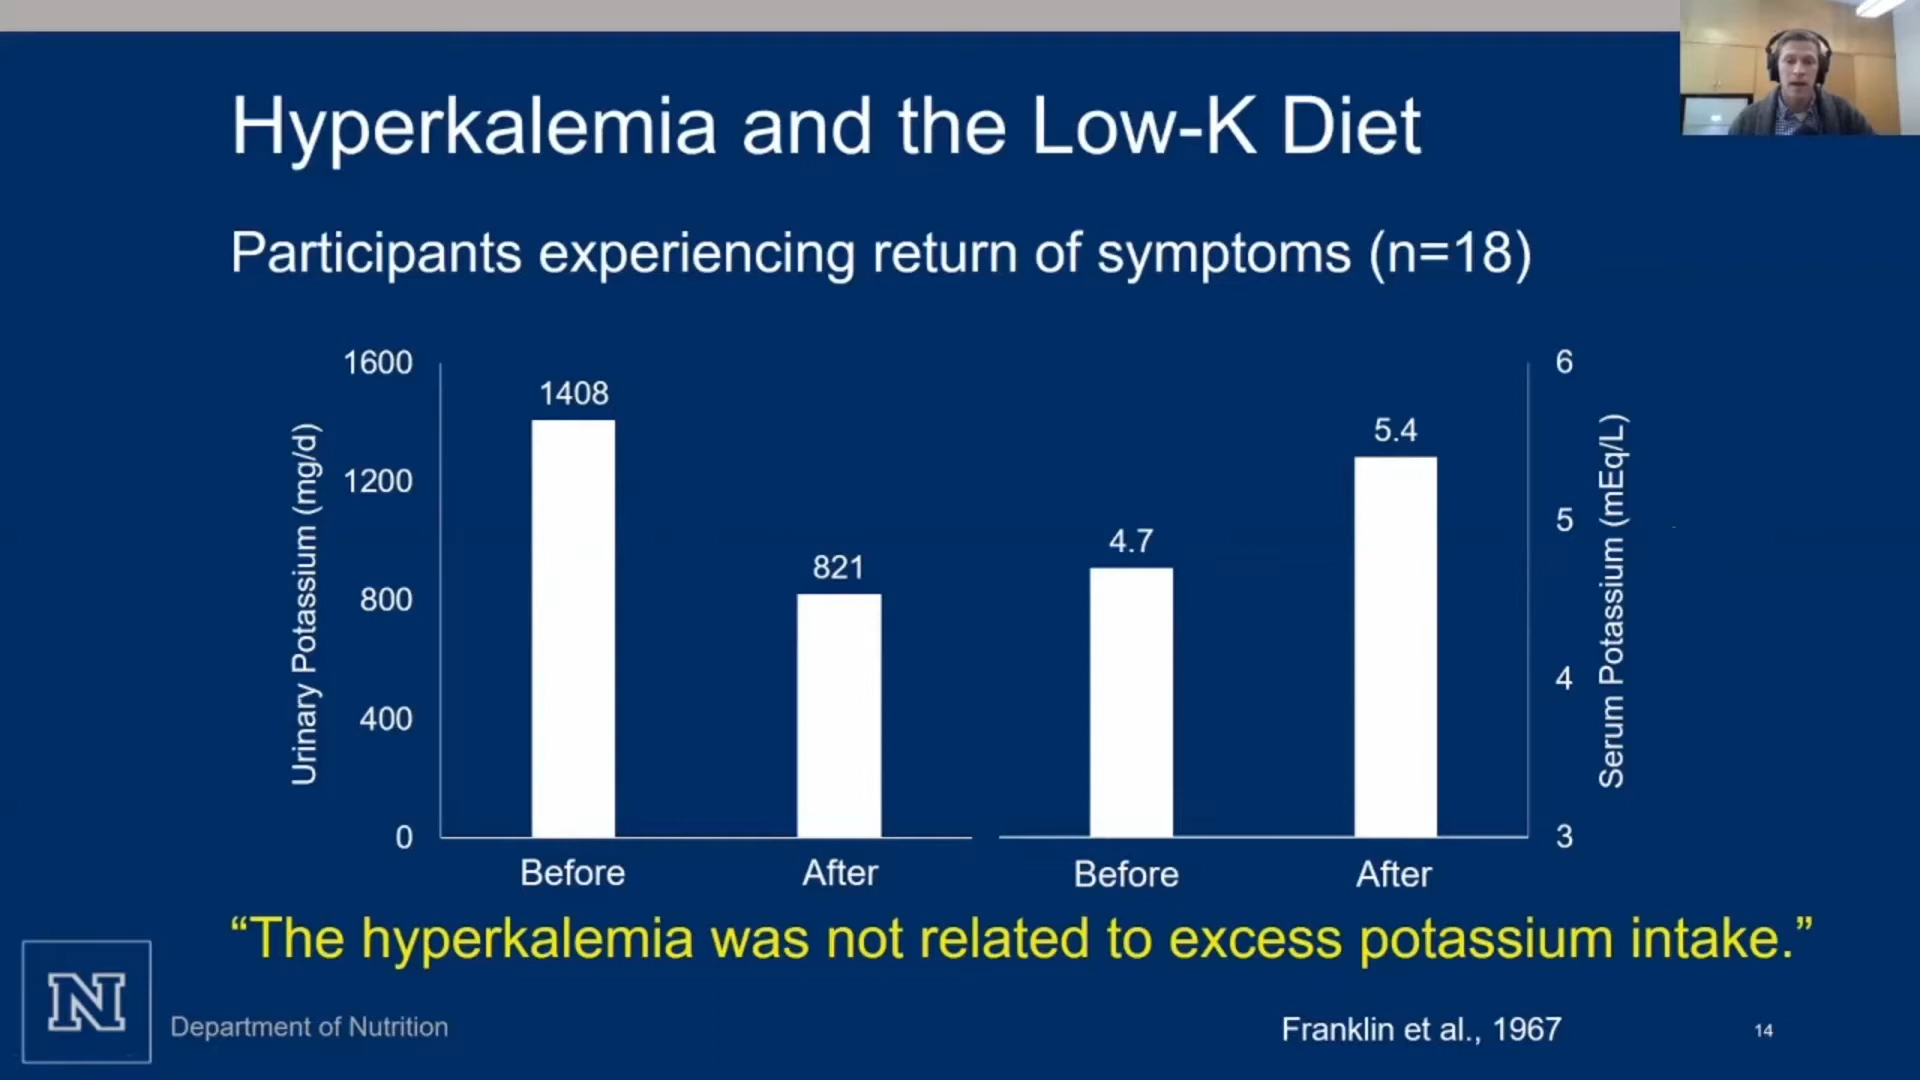 Hyperkalemia and the Low-K Diet
Participants experiencing return of symptoms (n=18)
Urinary Potassium (mg/d)
1600
1200
800
400
0
1408
821
Before
After
4.7
5.4
Before
After
6
5
4
3
Serum Potassium (mEq/L)
“The hyperkalemia was not related to excess potassium intake.”
N
Department of Nutrition
Franklin et al., 1967
14